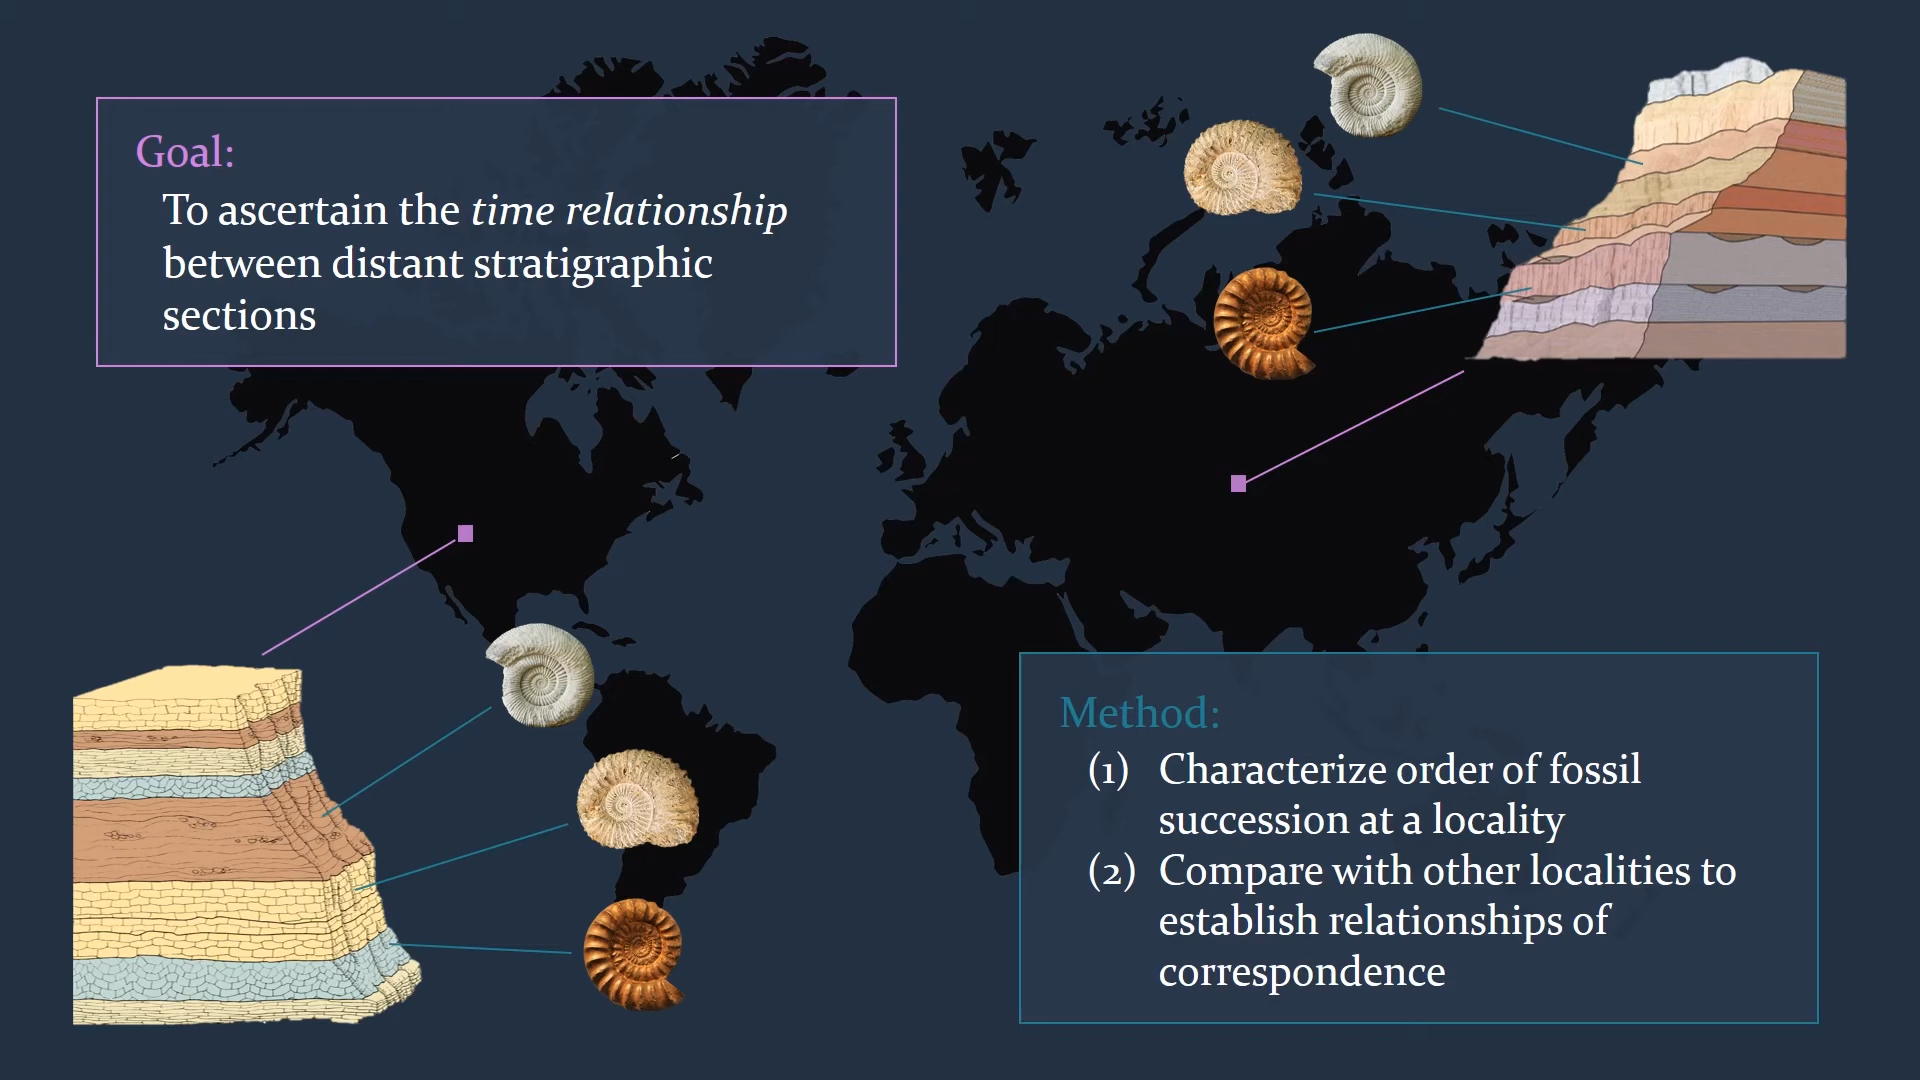 Goal:
To ascertain the time relationship
between distant stratigraphic
sections
Method:
(1) Characterize order of fossil
succession at a locality
(2) Compare with other localities to
establish relationships of
correspondence